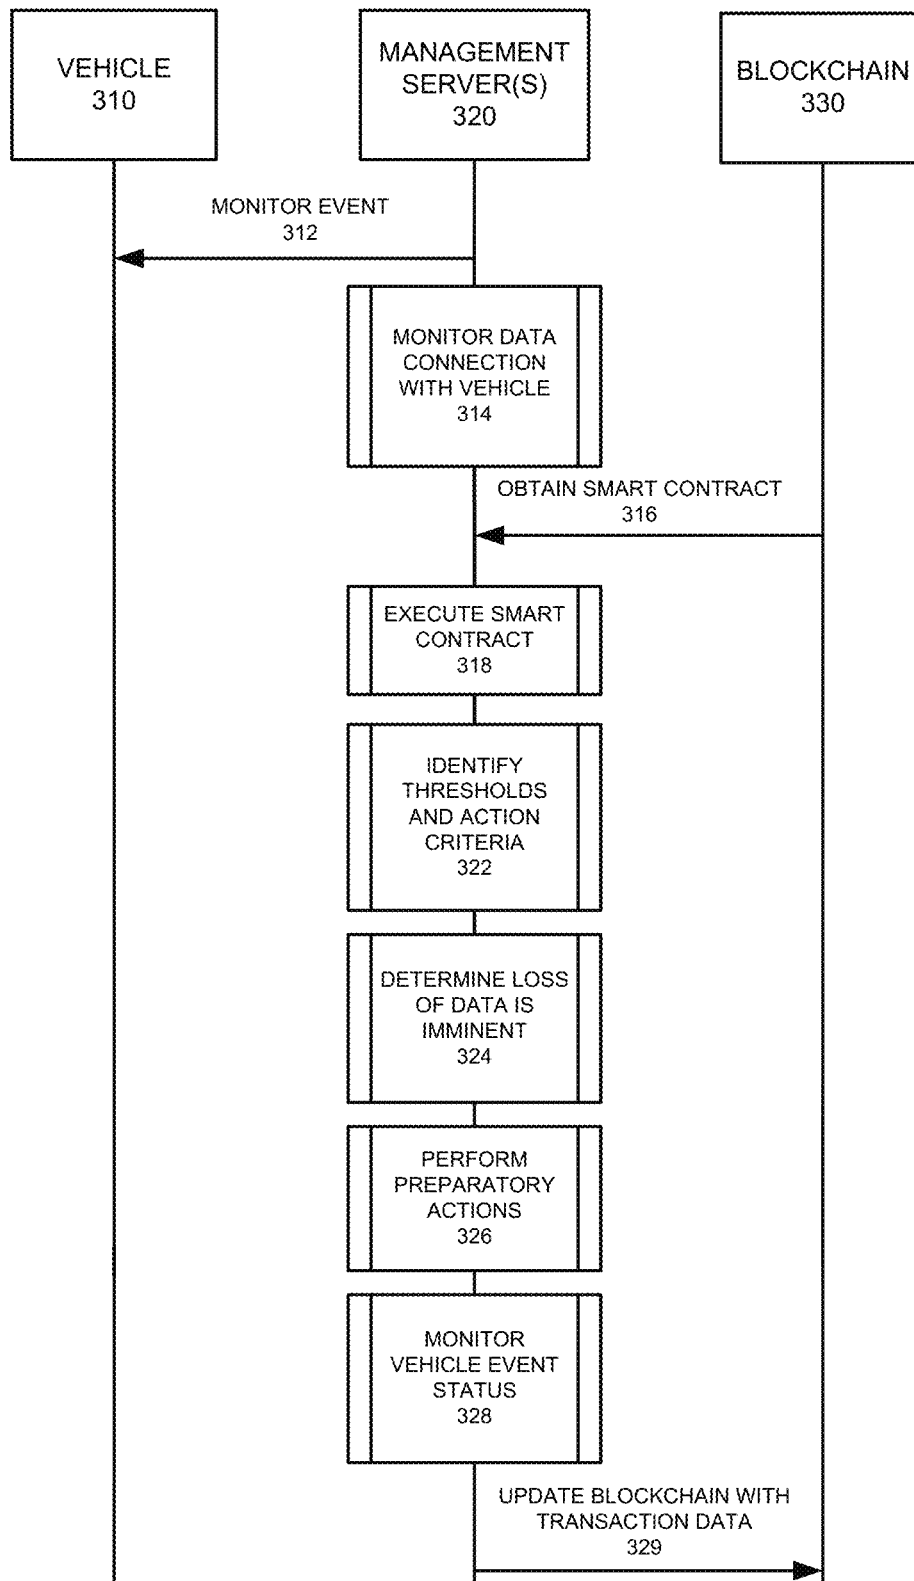 VEHICLE
310
MANAGEMENT
SERVER(S)
320
BLOCKCHAIN
330
MONITOR EVENT
312
MONITOR DATA
CONNECTION
WITH VEHICLE
314
OBTAIN SMART CONTRACT
316
EXECUTE SMART
CONTRACT
318
IDENTIFY
THRESHOLDS
AND ACTION
CRITERIA
322
DETERMINE LOSS
OF DATA IS
IMMINENT
324
PERFORM
PREPARATORY
ACTIONS
326
MONITOR
VEHICLE EVENT
STATUS
328
UPDATE BLOCKCHAIN WITH
TRANSACTION DATA
329